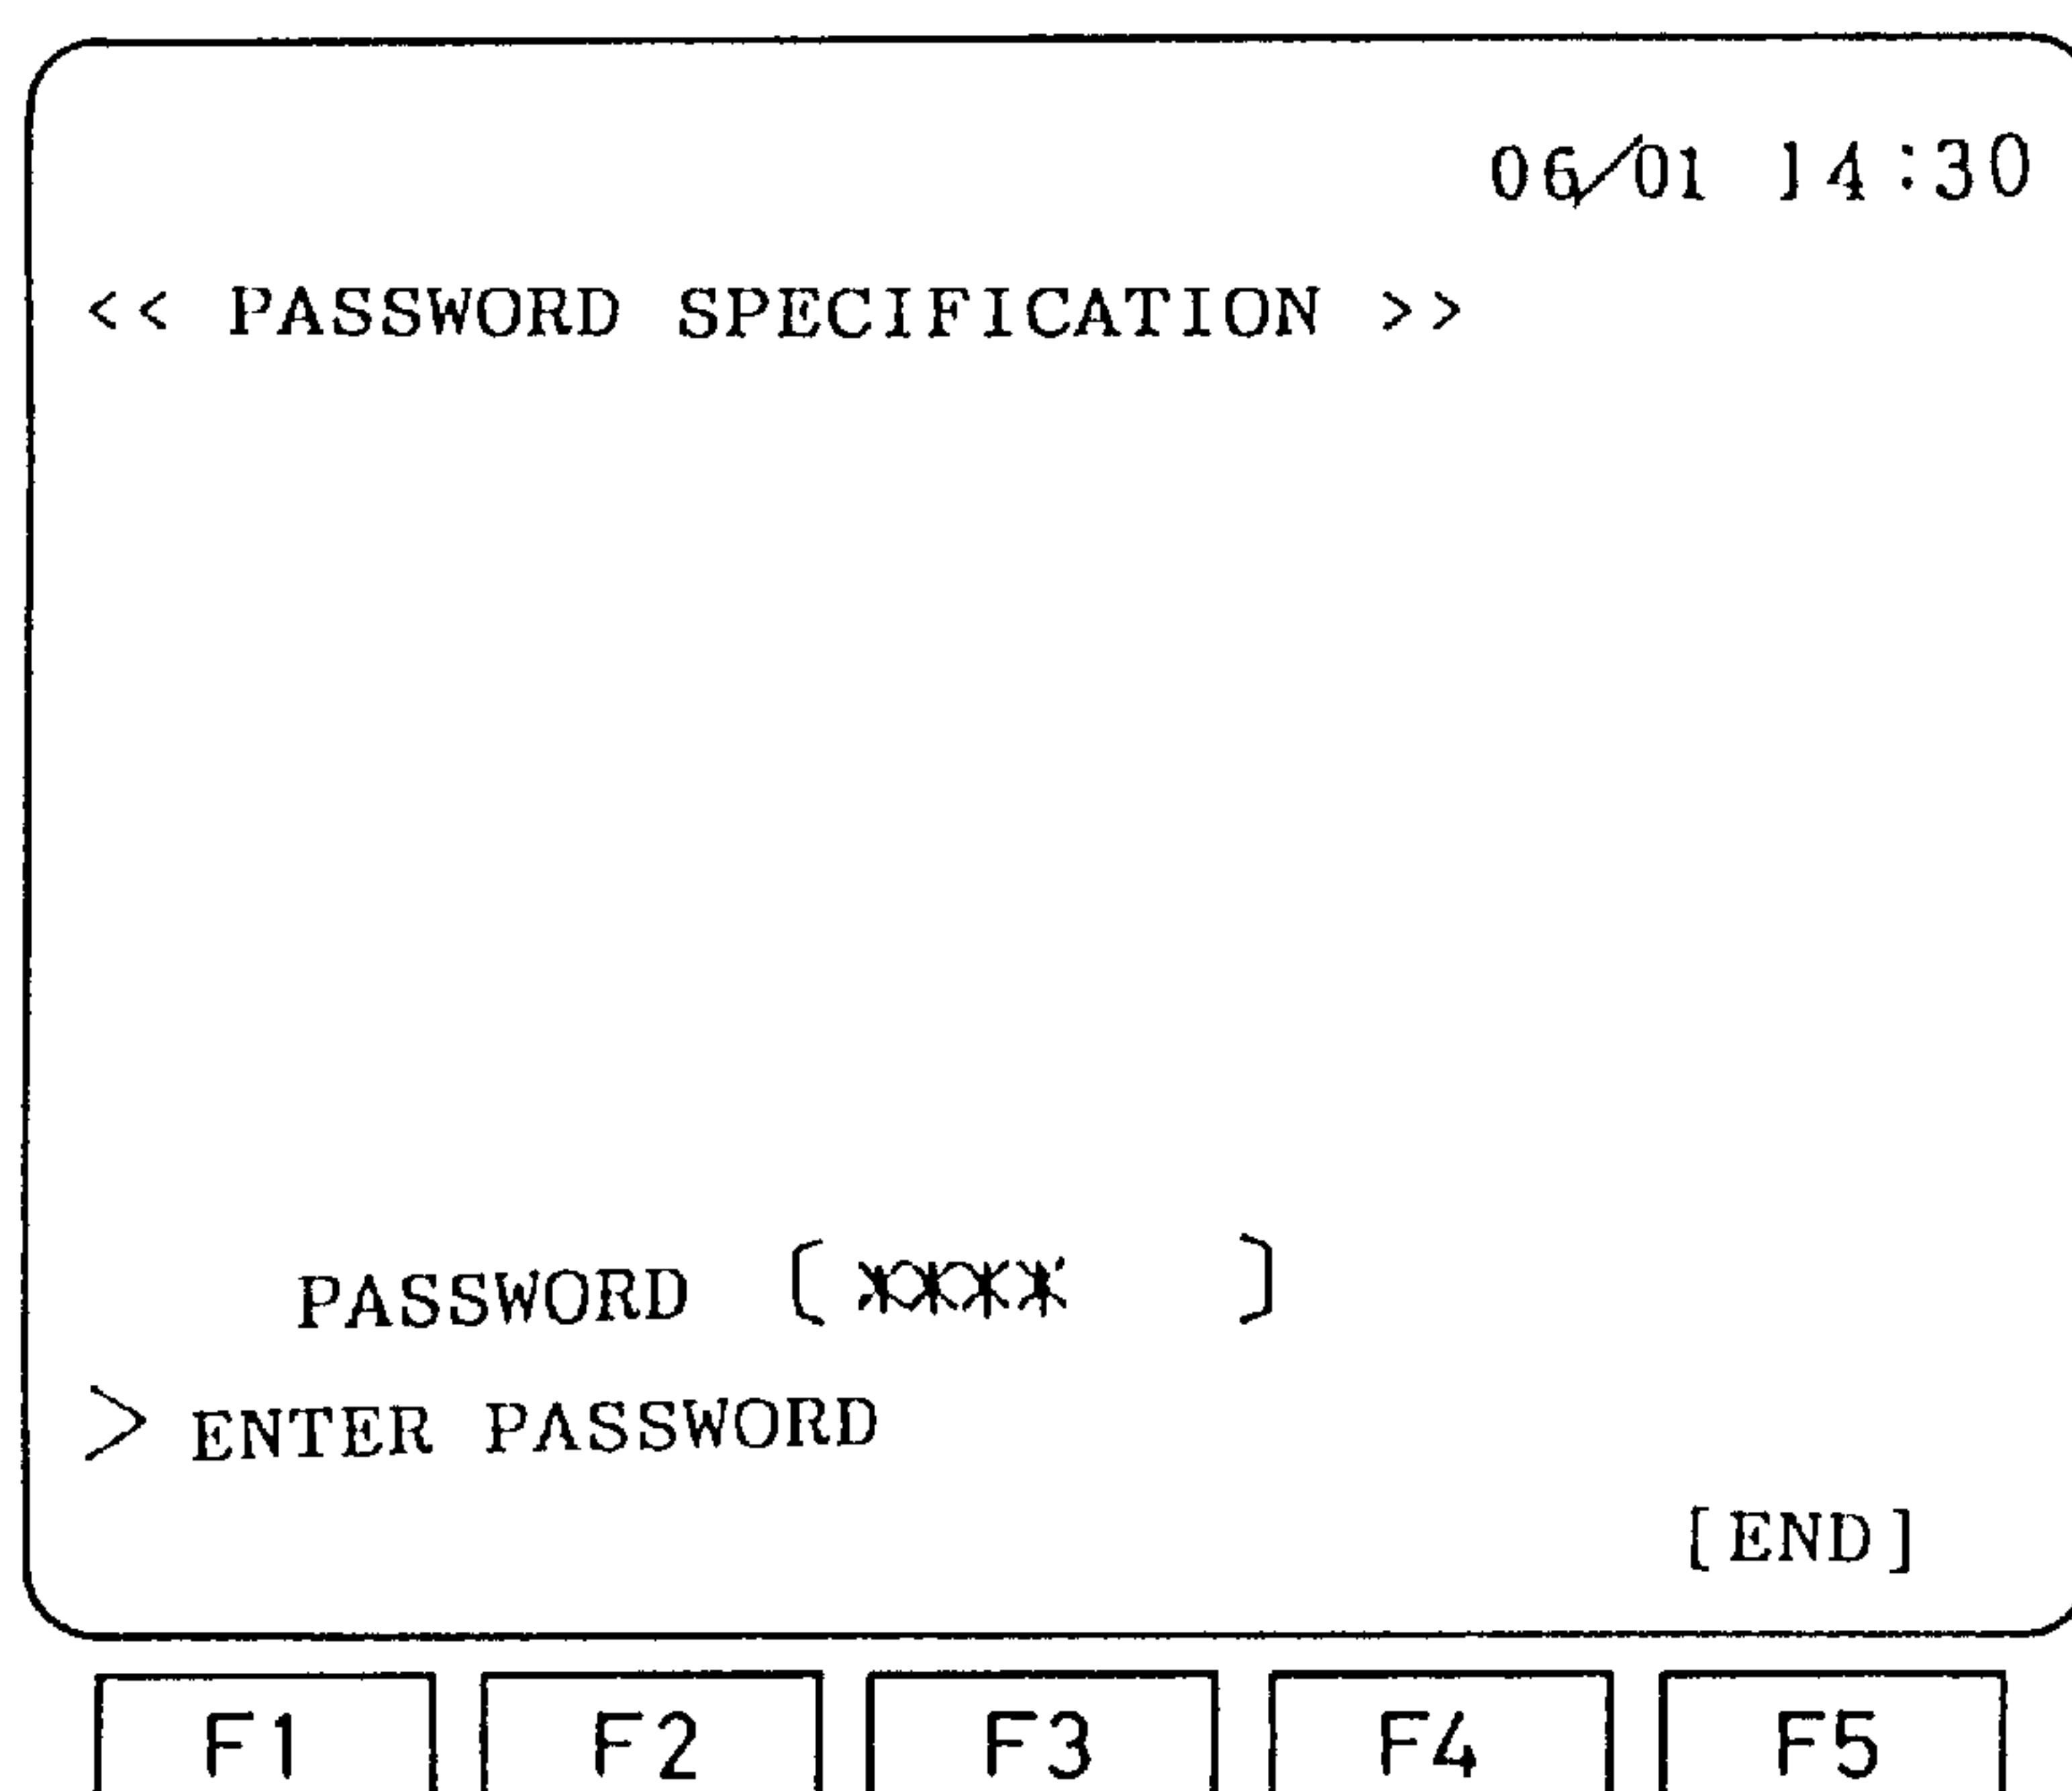 06/01 14:30
<< PASSWORD SPECIFICATION >>
PASSWORD [ **** ]
> ENTER PASSWORD
[END]
F1 F2 F3 F4 F5